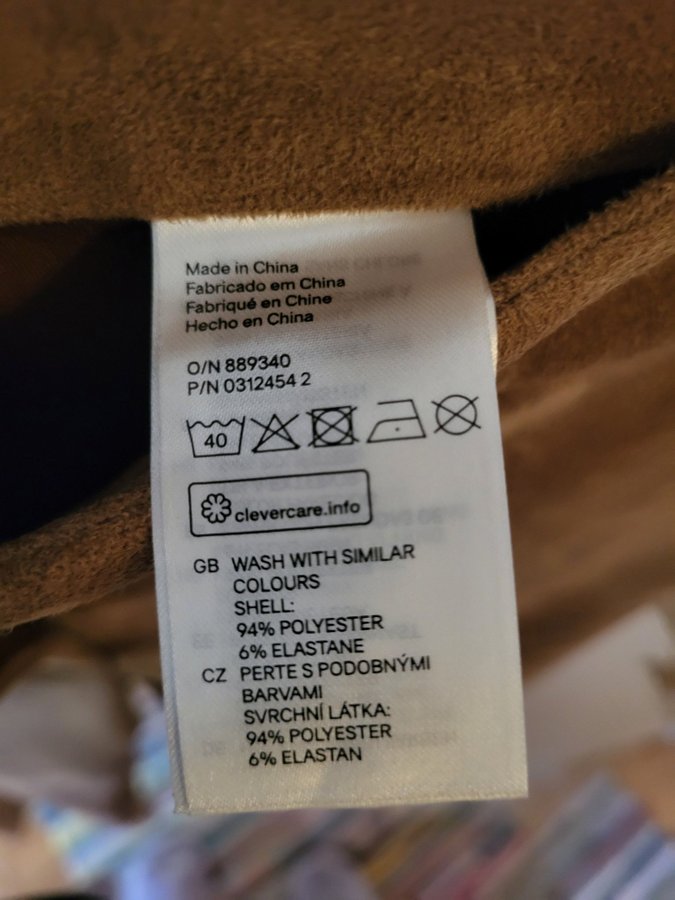 Made in China
Fabricado em China
Fabriqué en Chine
Hecho en China
O/N 889340
P/N 0312454 2
40
clevercare.info
GB WASH WITH SIMILAR
COLOURS
SHELL:
94% POLYESTER
6% ELASTANE
CZ PERTE S PODOBNÝMI
BARVAMI
SVRCHNÍ LÁTKA:
94% POLYESTER
6% ELASTAN